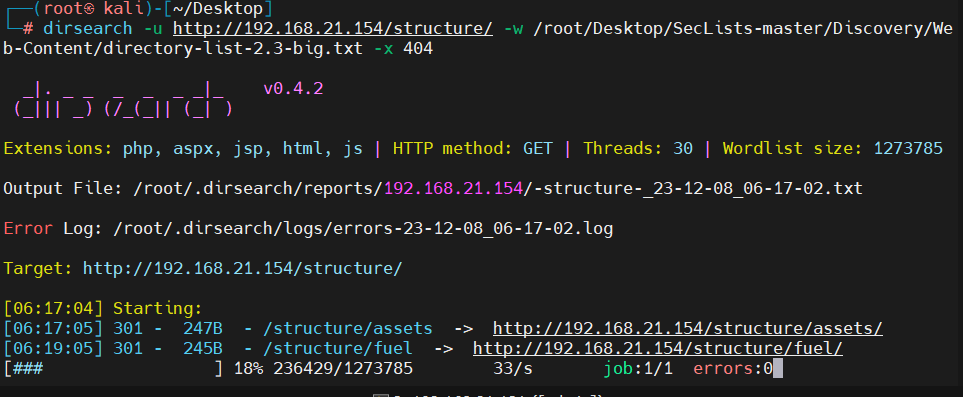 ┌──(root㉿ kali)-[~/Desktop]
└─# dirsearch -u http://192.168.21.154/structure/ -w /root/Desktop/SecLists-master/Discovery/We
b-Content/directory-list-2.3-big.txt -x 404
  _|. _ _  _  _  _ _|_    v0.4.2
 (_||| _) (/_(_|| (_| )
Extensions: php, aspx, jsp, html, js | HTTP method: GET | Threads: 30 | Wordlist size: 1273785
Output File: /root/.dirsearch/reports/192.168.21.154/-structure-_23-12-08_06-17-02.txt
Error Log: /root/.dirsearch/logs/errors-23-12-08_06-17-02.log
Target: http://192.168.21.154/structure/
[06:17:04] Starting:
[06:17:05] 301 -  247B  - /structure/assets  ->  http://192.168.21.154/structure/assets/
[06:19:05] 301 -  245B  - /structure/fuel  ->  http://192.168.21.154/structure/fuel/
[###                 ] 18% 236429/1273785        33/s       job:1/1  errors:0